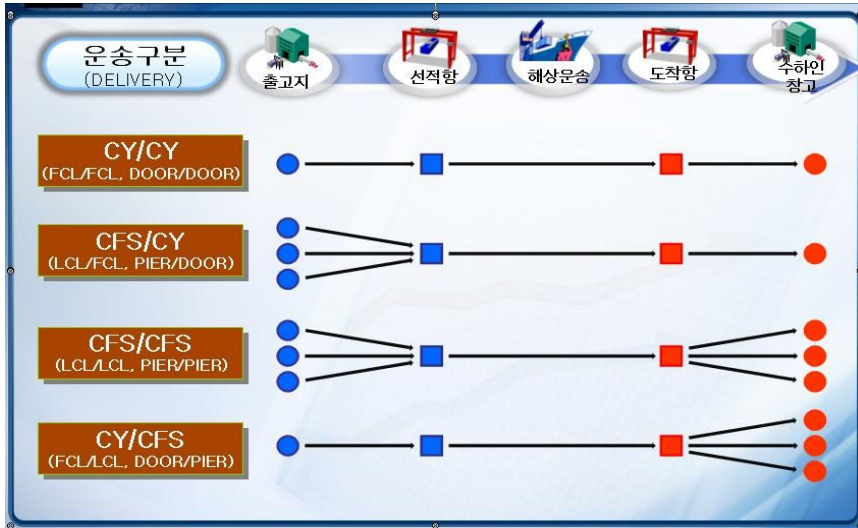 운송구분
(DELIVERY)
출고지
선적항
해상운송
도착항
수하인
창고
CY/CY
(FCL/FCL, DOOR/DOOR)
CFS/CY
(LCL/FCL, PIER/DOOR)
CFS/CFS
(LCL/LCL, PIER/PIER)
CY/CFS
(FCL/LCL, DOOR/PIER)